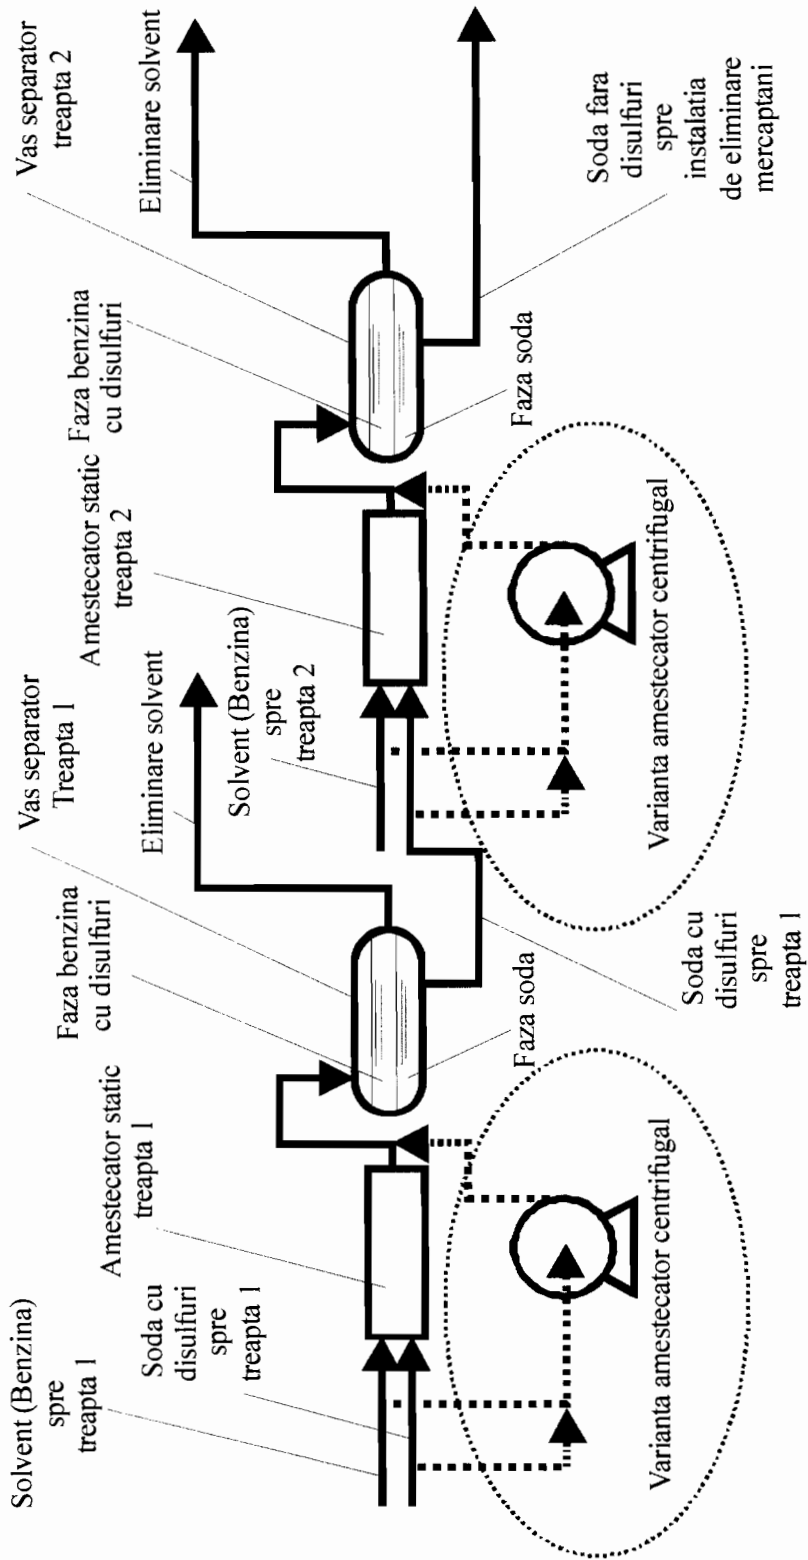 Solvent (Benzina)
spre
treapta 1
Soda cu
disulfuri
spre
treapta 1
Amestecator static
treapta 1
Faza benzina
cu disulfuri
Vas separator
Treapta 1
Eliminare solvent
Faza soda
Varianta amestecator centrifugal
Soda cu
disulfuri
spre
treapta 1
Solvent (Benzina)
spre
treapta 2
Amestecator static
treapta 2
Faza benzina
cu disulfuri
Vas separator
treapta 2
Eliminare solvent
Faza soda
Varianta amestecator centrifugal
Soda fara
disulfuri
spre
instalatia
de eliminare
mercaptani